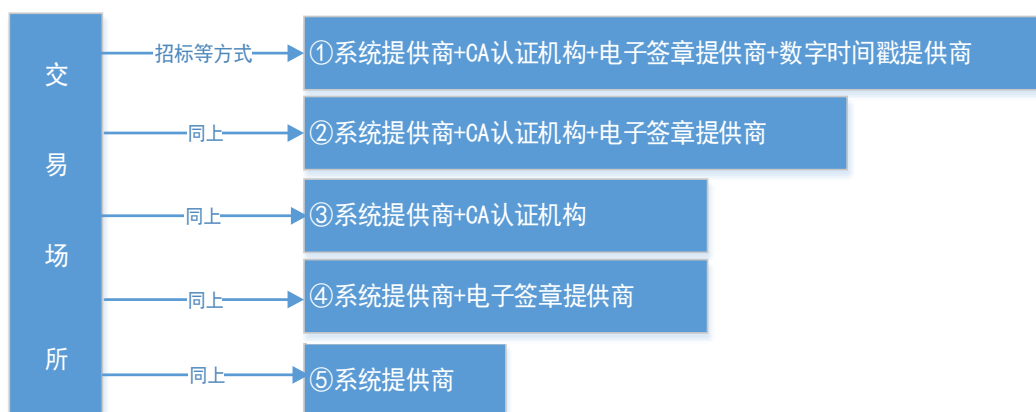 交易场所
招标等方式
①系统提供商+CA认证机构+电子签章提供商+数字时间戳提供商
同上
②系统提供商+CA认证机构+电子签章提供商
同上
③系统提供商+CA认证机构
同上
④系统提供商+电子签章提供商
同上
⑤系统提供商